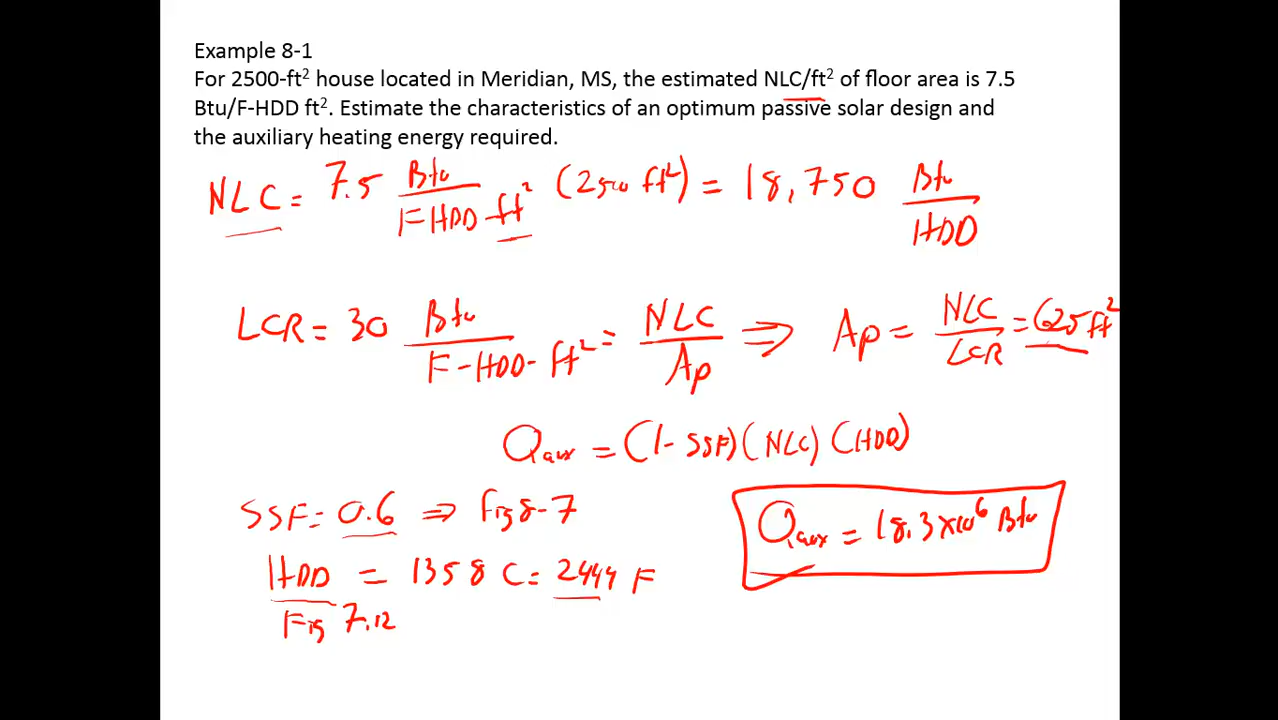 Example 8-1
For 2500-ft² house located in Meridian, MS, the estimated NLC/ft² of floor area is 7.5
Btu/F-HDD ft². Estimate the characteristics of an optimum passive solar design and
the auxiliary heating energy required.
NLC = 7.5 Btu/F HDD ft² (2500 ft²) = 18,750 Btu/HDD
LCR = 30 Btu/F-HDD-ft² = NLC/Ap ⇒ Ap = NLC/LCR = 625 ft²
Qaux = (1-SSF)(NLC)(HDD)
SSF = 0.6 ⇒ Fig 8-7
Qaux = 18.3×10⁶ Btu
HDD = 1358 C = 2444 F
Fig 7.12